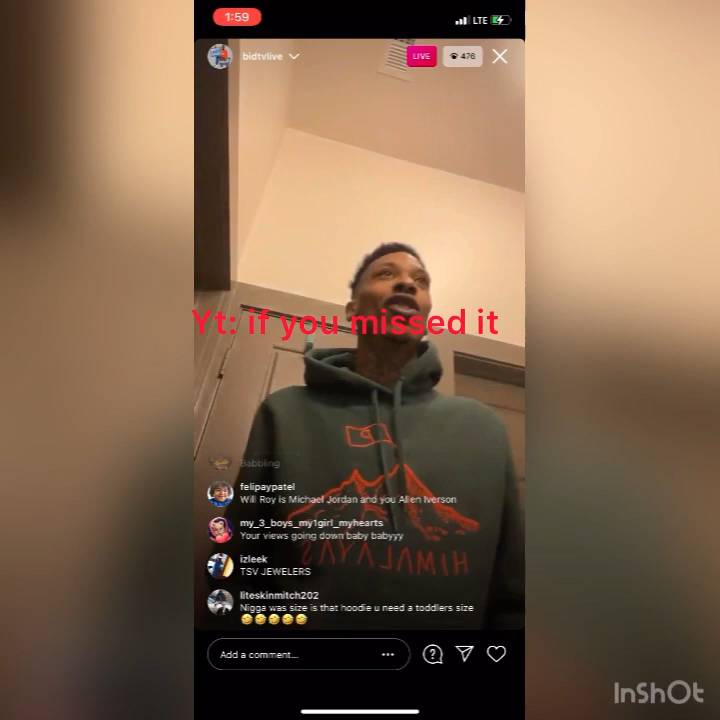 1:59
LTE
bidtvlive
LIVE
476
Yt: if you missed it
Babbling
felipaypatel
Will Roy is Michael Jordan and you Allen Iverson
my_3_boys_my1girl_myhearts
Your views going down baby babyyy
izleek
TSV JEWELERS
HIMALAYAS
liteskinmitch202
Nigga was size is that hoodie u need a toddlers size
🤣🤣🤣🤣🤣
Add a comment...
InShOt